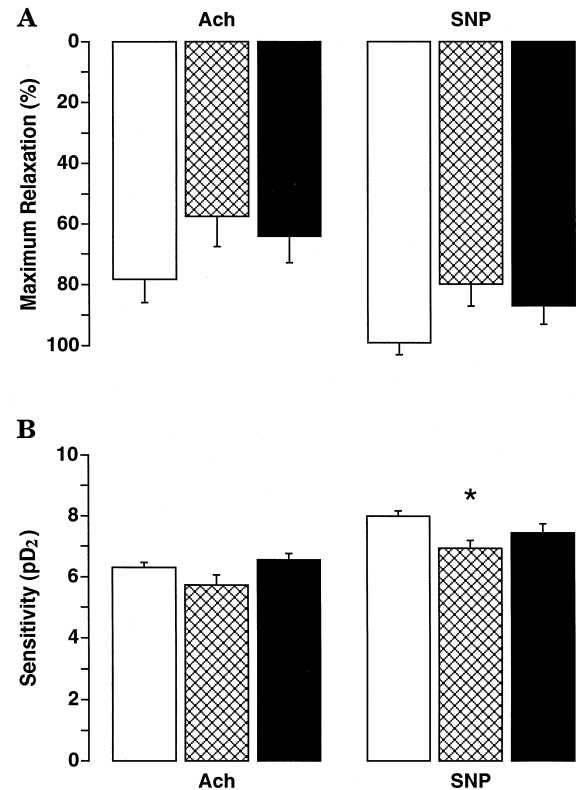 A
Ach SNP
Maximum Relaxation (%)
0
20
40
60
80
100
B
Sensitivity (pD2)
10
8
6
4
2
0
*
Ach SNP